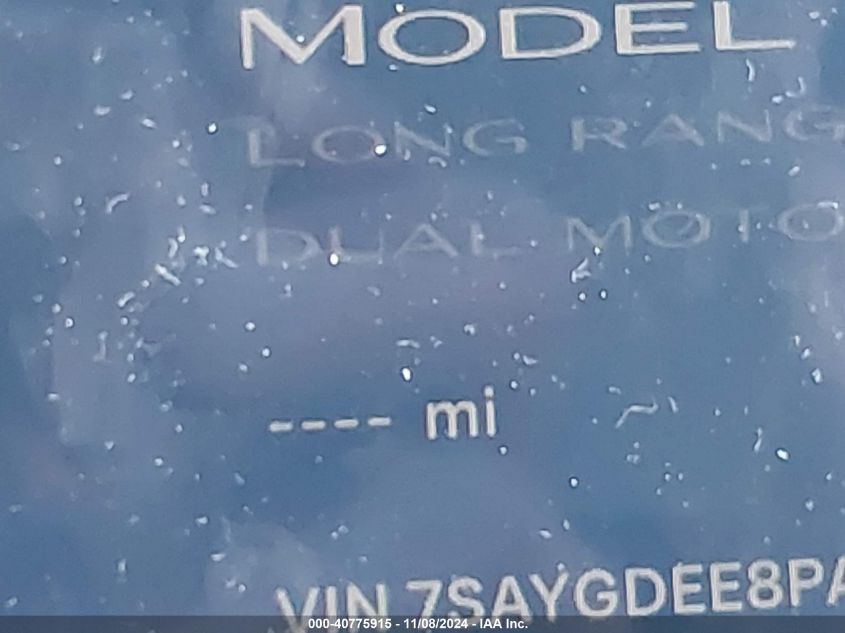 MODEL
LONG RANG
DUAL MOTO
---- mi
VIN 7SAYGDEE8PA
000-40775915 - 11/08/2024 - IAA Inc.